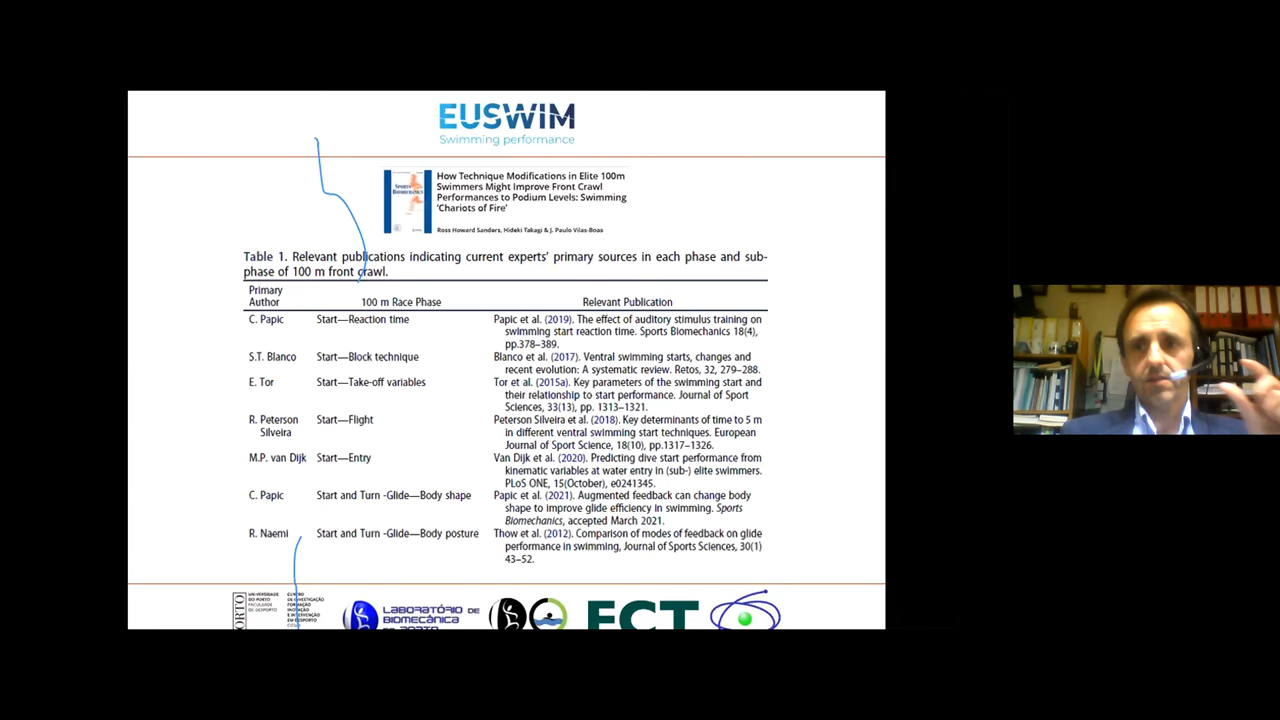 EUSWIM
Swimming performance
How Technique Modifications in Elite 100m
Swimmers Might Improve Front Crawl
Performances to Podium Levels: Swimming
'Chariots of Fire'
Ross Howard Sanders, Hideki Takagi & J. Paulo Vilas-Boas
Table 1. Relevant publications indicating current experts' primary sources in each phase and sub-
phase of 100 m front crawl.
Primary
Author 100 m Race Phase Relevant Publication
C. Papic Start—Reaction time Papic et al. (2019). The effect of auditory stimulus training on
swimming start reaction time. Sports Biomechanics 18(4),
pp.378–389.
S.T. Blanco Start—Block technique Blanco et al. (2017). Ventral swimming starts, changes and
recent evolution: A systematic review. Retos, 32, 279–288.
E. Tor Start—Take-off variables Tor et al. (2015a). Key parameters of the swimming start and
their relationship to start performance. Journal of Sport
Sciences, 33(13), pp. 1313–1321.
R. Peterson Start—Flight Peterson Silveira et al. (2018). Key determinants of time to 5 m
Silveira in different ventral swimming start techniques. European
Journal of Sport Science, 18(10), pp.1317–1326.
M.P. van Dijk Start—Entry Van Dijk et al. (2020). Predicting dive start performance from
kinematic variables at water entry in (sub-) elite swimmers.
PLoS ONE, 15(October), e0241345.
C. Papic Start and Turn -Glide—Body shape Papic et al. (2021). Augmented feedback can change body
shape to improve glide efficiency in swimming. Sports
Biomechanics, accepted March 2021.
R. Naemi Start and Turn -Glide—Body posture Thow et al. (2012). Comparison of modes of feedback on glide
performance in swimming, Journal of Sports Sciences, 30(1)
43–52.
UNIVERSIDADE
DO PORTO
FACULDADE
DE DESPORTO
LABORATÓRIO DE
BIOMECÂNICA
FCT